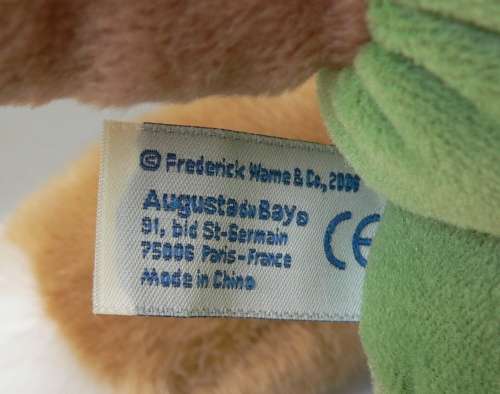 © Frederick Warne & Co., 2006
Augusta du Bay
91, bld St-Germain
75006 Paris - France
Made in China
CE